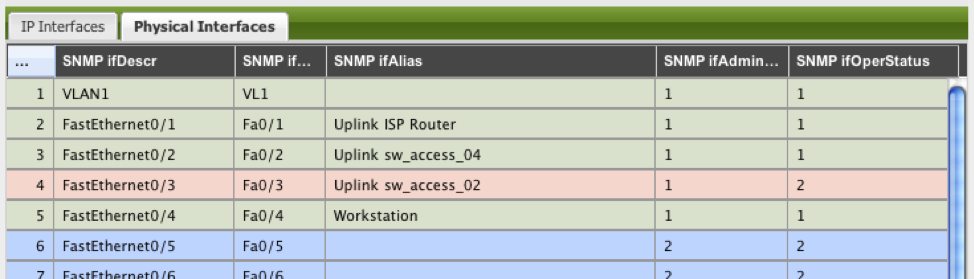 IP Interfaces Physical Interfaces
... SNMP ifDescr SNMP if... SNMP ifAlias SNMP ifAdmin... SNMP ifOperStatus
1 VLAN1 VL1 1 1
2 FastEthernet0/1 Fa0/1 Uplink ISP Router 1 1
3 FastEthernet0/2 Fa0/2 Uplink sw_access_04 1 1
4 FastEthernet0/3 Fa0/3 Uplink sw_access_02 1 2
5 FastEthernet0/4 Fa0/4 Workstation 1 1
6 FastEthernet0/5 Fa0/5 2 2
7 FastEthernet0/6 Fa0/6 2 2